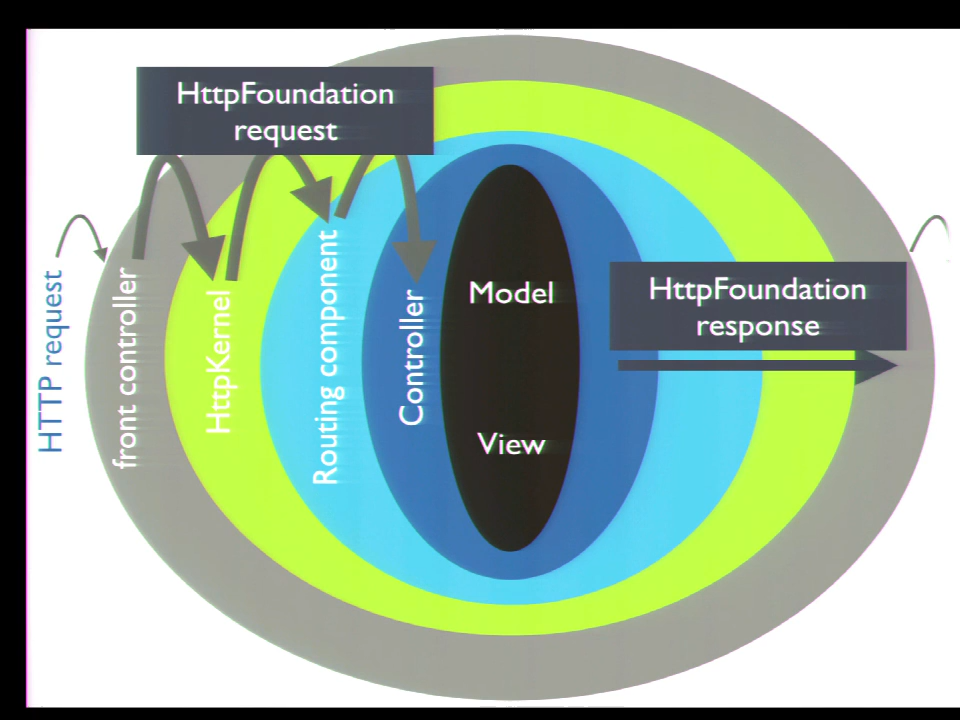 HttpFoundation
request
HTTP request
front controller
HttpKernel
Routing component
Controller
Model
View
HttpFoundation
response